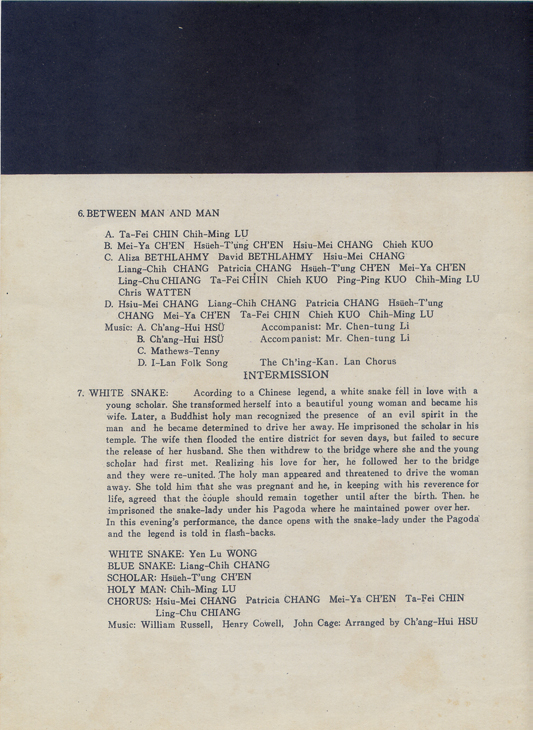 6. BETWEEN MAN AND MAN
A. Ta-Fei CHIN Chih-Ming LU
B. Mei-Ya CH'EN Hsüeh-T'ung CH'EN Hsiu-Mei CHANG Chieh KUO
C. Aliza BETHLAHMY David BETHLAHMY Hsiu-Mei CHANG
Liang-Chih CHANG Patricia CHANG Hsüeh-T'ung CH'EN Mei-Ya CH'EN
Ling-Chu CHIANG Ta-Fei CHIN Chieh KUO Ping-Ping KUO Chih-Ming LU
Chris WATTEN
D. Hsiu-Mei CHANG Liang-Chih CHANG Patricia CHANG Hsüeh-T'ung
CHANG Mei-Ya CH'EN Ta-Fei CHIN Chieh KUO Chih-Ming LU
Music: A. Ch'ang-Hui HSÜ Accompanist: Mr. Chen-tung Li
B. Ch'ang-Hui HSÜ Accompanist: Mr. Chen-tung Li
C. Mathews-Tenny
D. I-Lan Folk Song The Ch'ing-Kan. Lan Chorus
INTERMISSION
7. WHITE SNAKE: Acording to a Chinese legend, a white snake fell in love with a
young scholar. She transformed herself into a beautiful young woman and became his
wife. Later, a Buddhist holy man recognized the presence of an evil spirit in the
man and he became determined to drive her away. He imprisoned the scholar in his
temple. The wife then flooded the entire district for seven days, but failed to secure
the release of her husband. She then withdrew to the bridge where she and the young
scholar had first met. Realizing his love for her, he followed her to the bridge
and they were re-united. The holy man appeared and threatened to drive the woman
away. She told him that she was pregnant and he, in keeping with his reverence for
life, agreed that the couple should remain together until after the birth. Then. he
imprisoned the snake-lady under his Pagoda where he maintained power over her.
In this evening's performance, the dance opens with the snake-lady under the Pagoda
and the legend is told in flash-backs.
WHITE SNAKE: Yen Lu WONG
BLUE SNAKE: Liang-Chih CHANG
SCHOLAR: Hsüeh-T'ung CH'EN
HOLY MAN: Chih-Ming LU
CHORUS: Hsiu-Mei CHANG Patricia CHANG Mei-Ya CH'EN Ta-Fei CHIN
Ling-Chu CHIANG
Music: William Russell, Henry Cowell, John Cage: Arranged by Ch'ang-Hui HSU